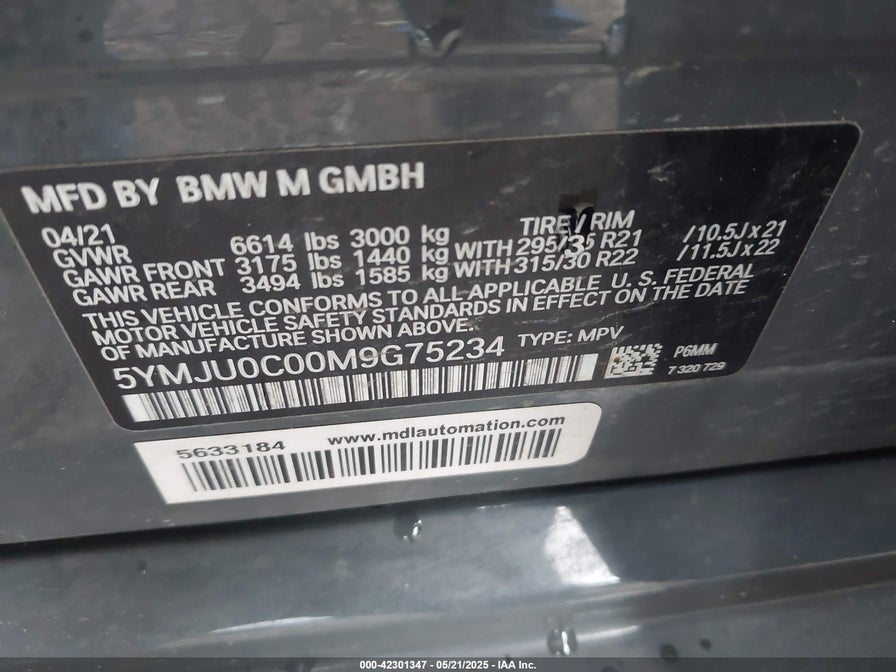 MFD BY BMW M GMBH
04/21 TIRE / RIM
GVWR 6614 lbs 3000 kg
GAWR FRONT 3175 lbs 1440 kg WITH 295/35 R21 /10.5J x 21
GAWR REAR 3494 lbs 1585 kg WITH 315/30 R22 /11.5J x 22
THIS VEHICLE CONFORMS TO ALL APPLICABLE U. S. FEDERAL
MOTOR VEHICLE SAFETY STANDARDS IN EFFECT ON THE DATE
OF MANUFACTURE SHOWN ABOVE.
5YMJU0C00M9G75234 TYPE: MPV
P6MM
7 320 729
5633184 www.mdlautomation.com
000-42301347 - 05/21/2025 - IAA Inc.